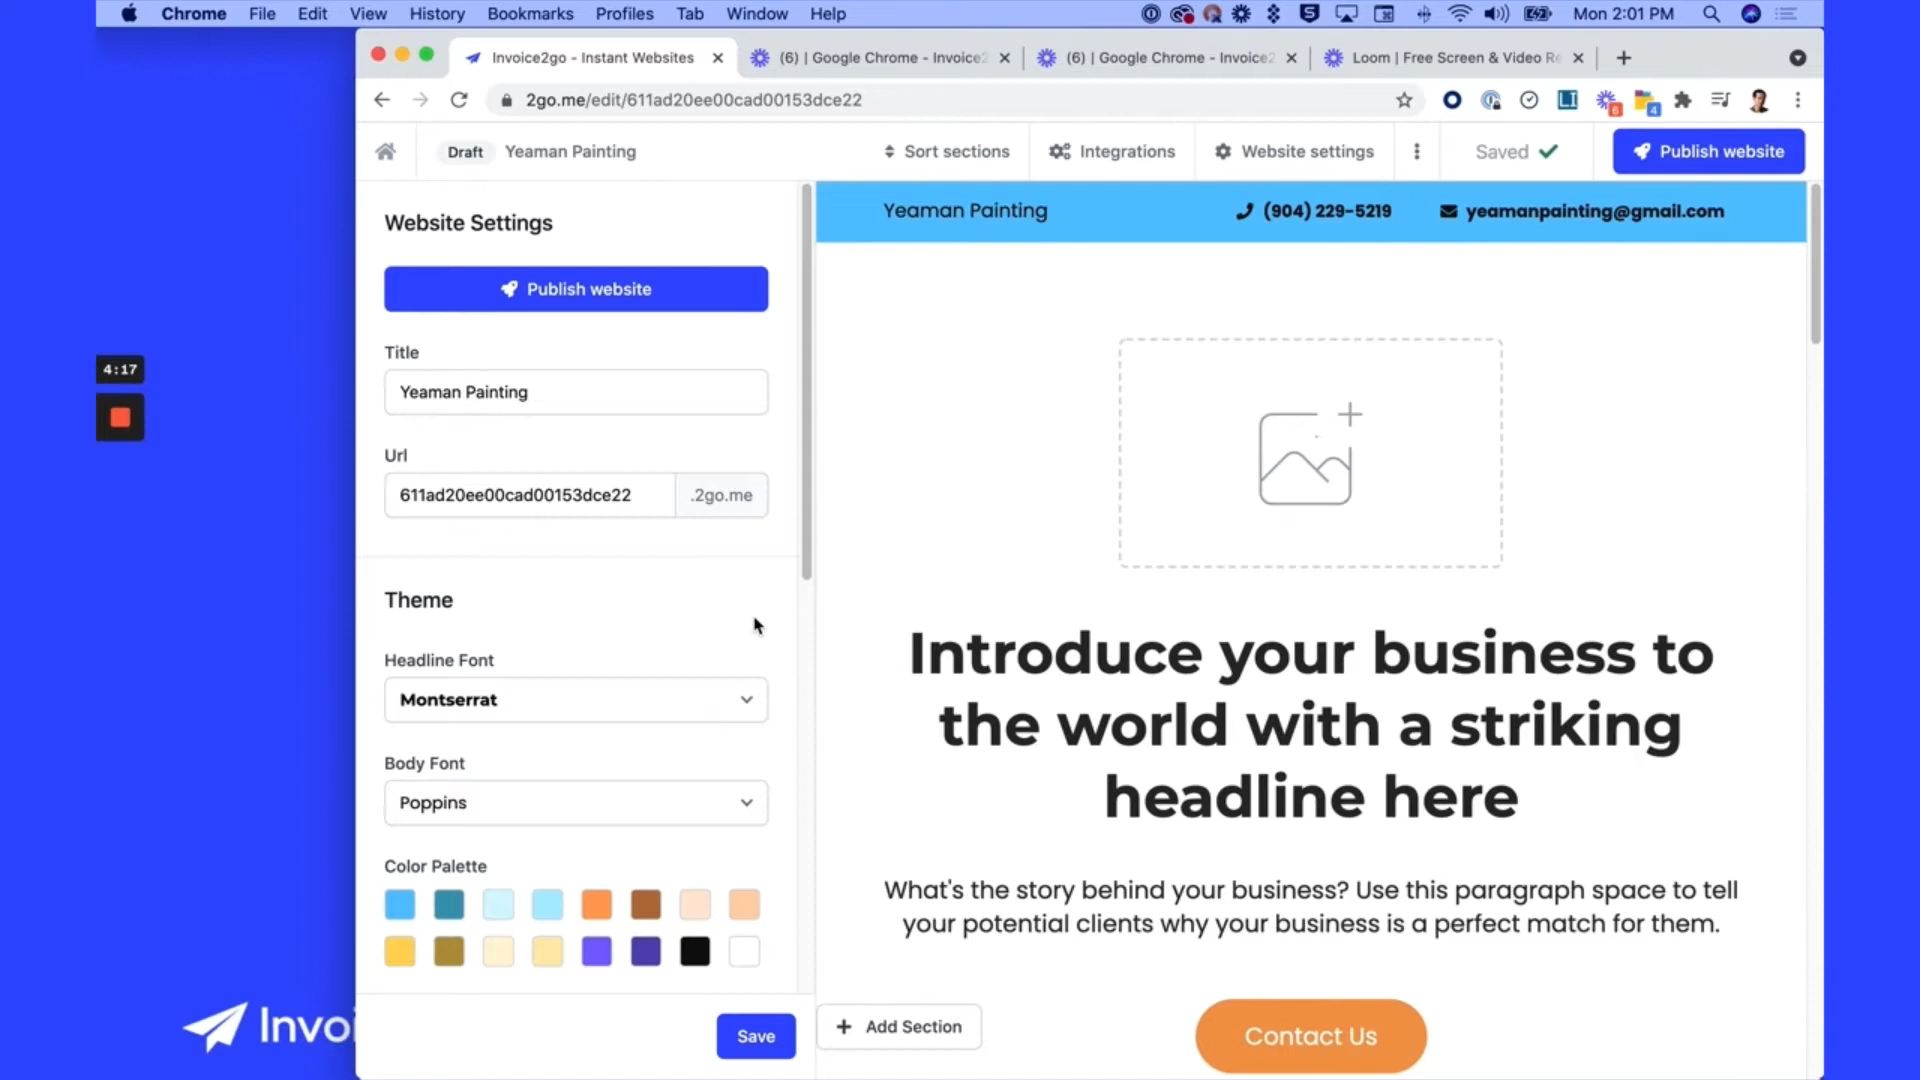 Chrome File Edit View History Bookmarks Profiles Tab Window Help Mon 2:01 PM
Invoice2go - Instant Websites (6) | Google Chrome - Invoice2 (6) | Google Chrome - Invoice2 Loom | Free Screen & Video Re
2go.me/edit/611ad20ee00cad00153dce22
6 4
Draft Yeaman Painting Sort sections Integrations Website settings Saved Publish website
Website Settings
Publish website
Title
Yeaman Painting
Url
611ad20ee00cad00153dce22 .2go.me
Theme
Headline Font
Montserrat
Body Font
Poppins
Color Palette
Save
Yeaman Painting (904) 229-5219 yeamanpainting@gmail.com
Introduce your business to
the world with a striking
headline here
What's the story behind your business? Use this paragraph space to tell
your potential clients why your business is a perfect match for them.
Add Section
Contact Us
4:17
Invoi